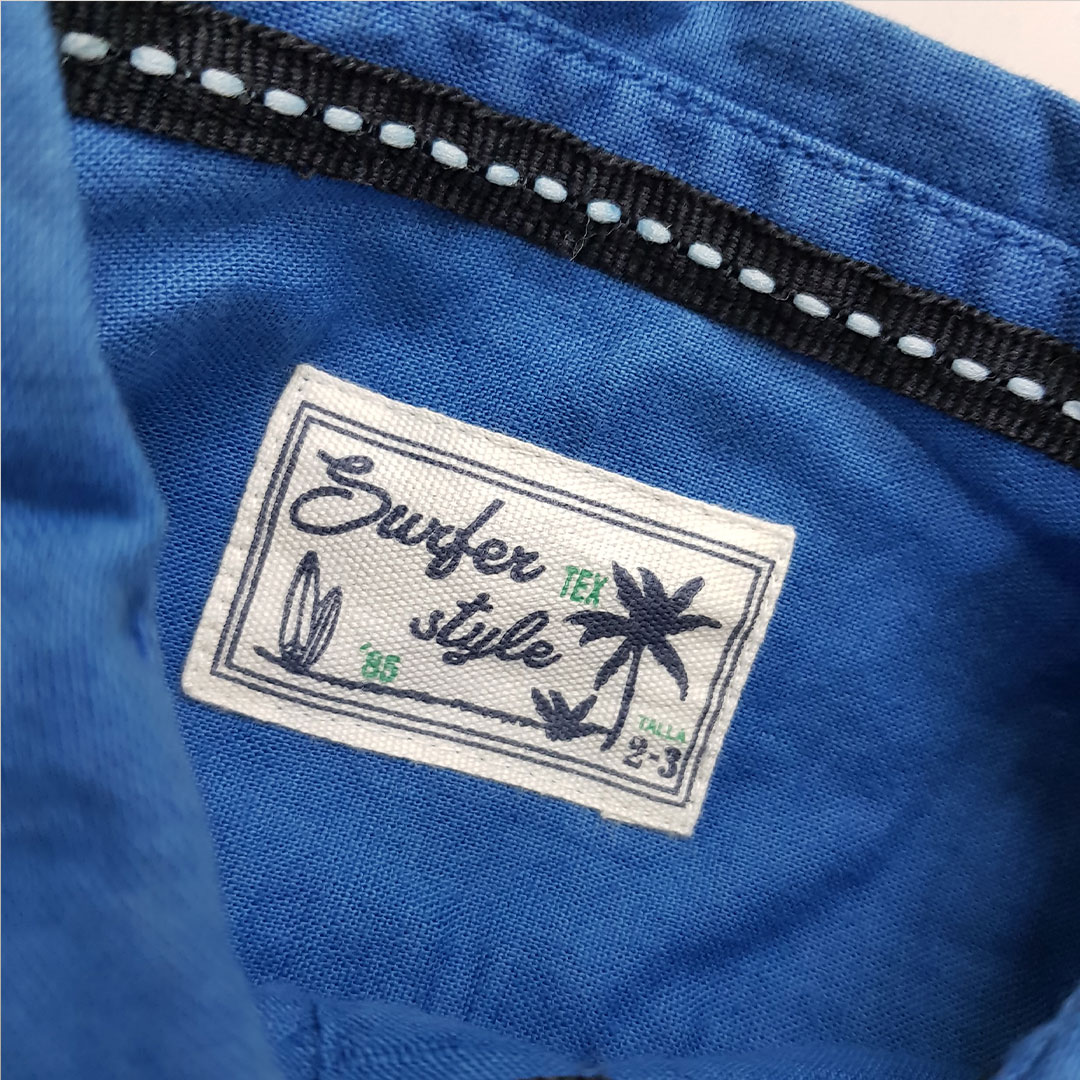 Surfer
TEX
style
'85
TALLA
2-3